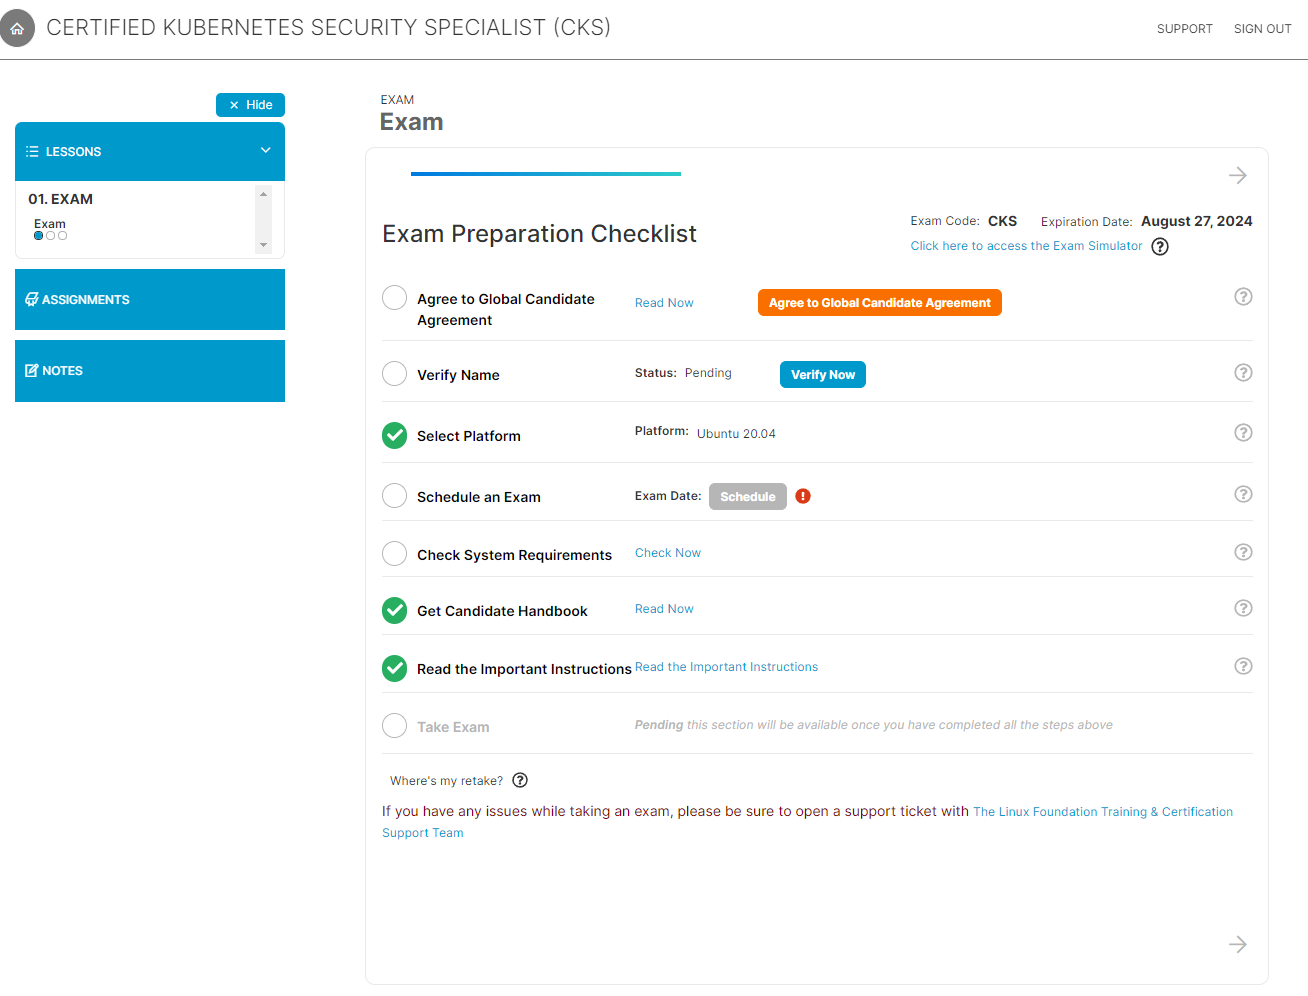 CERTIFIED KUBERNETES SECURITY SPECIALIST (CKS)
SUPPORT
SIGN OUT
× Hide
LESSONS
01. EXAM
Exam
ASSIGNMENTS
NOTES
EXAM
Exam
Exam Preparation Checklist
Exam Code: CKS
Expiration Date: August 27, 2024
Click here to access the Exam Simulator ?
Agree to Global Candidate
Agreement
Read Now
Agree to Global Candidate Agreement
?
Verify Name
Status: Pending
Verify Now
?
Select Platform
Platform: Ubuntu 20.04
?
Schedule an Exam
Exam Date:
Schedule
!
?
Check System Requirements
Check Now
?
Get Candidate Handbook
Read Now
?
Read the Important Instructions
Read the Important Instructions
?
Take Exam
Pending this section will be available once you have completed all the steps above
Where's my retake? ?
If you have any issues while taking an exam, please be sure to open a support ticket with The Linux Foundation Training & Certification
Support Team